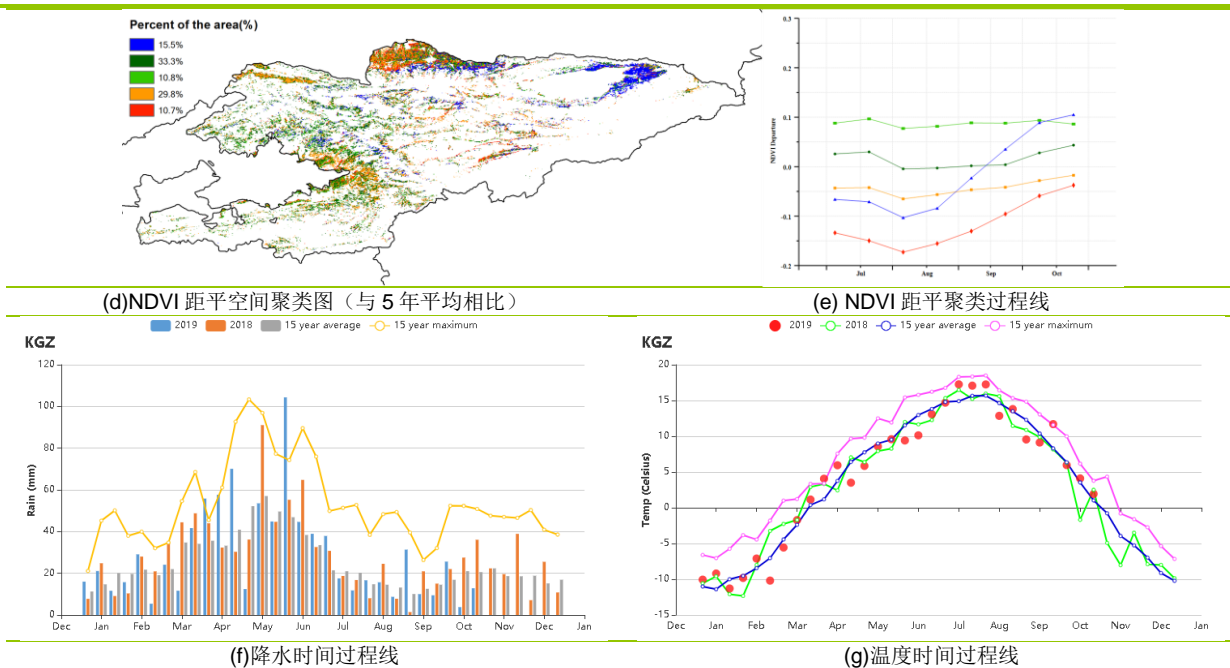 Percent of the area(%)
15.5%
33.3%
10.8%
29.8%
10.7%
0.3
0.2
0.1
0.0
-0.1
-0.2
NDVI Departure
Jul Aug Sep Oct
(d)NDVI 距平空间聚类图（与 5 年平均相比）
(e) NDVI 距平聚类过程线
2019 2018 15 year average 15 year maximum
KGZ
120
100
80
60
40
20
0
Rain (mm)
Dec Jan Feb Mar Apr May Jun Jul Aug Sep Oct Nov Dec Jan
2019 2018 15 year average 15 year maximum
KGZ
20
15
10
5
0
-5
-10
-15
Temp (Celsius)
Dec Jan Feb Mar Apr May Jun Jul Aug Sep Oct Nov Dec Jan
(f)降水时间过程线
(g)温度时间过程线